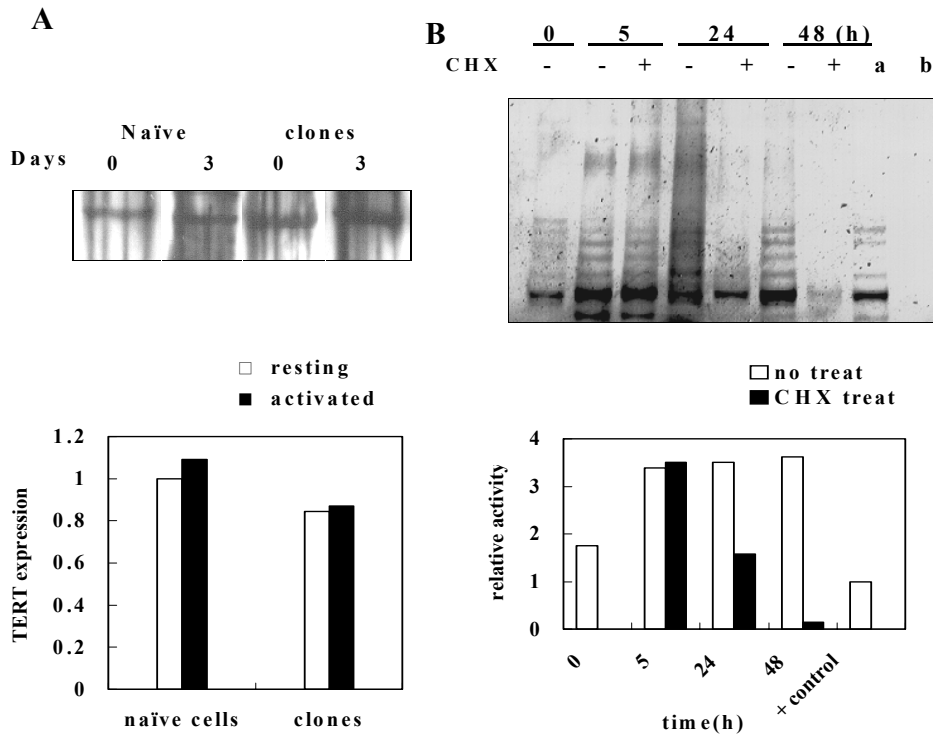 A
Naïve clones
Days 0 3 0 3
resting
activated
TERT expression
1.2
1
0.8
0.6
0.4
0.2
0
naïve cells clones
B
0 5 24 48 (h)
CHX - - + - + - + a b
no treat
CHX treat
relative activity
4
3
2
1
0
0 5 24 48 + control
time(h)